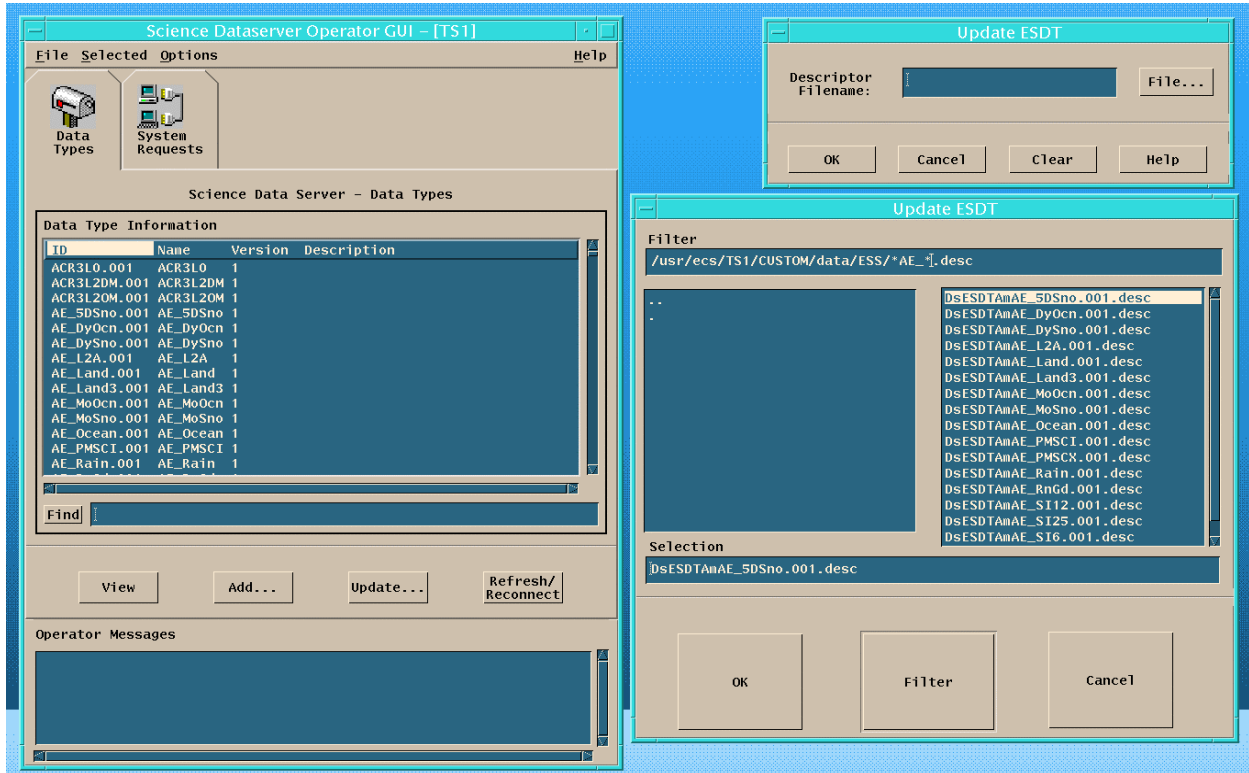 Science Dataserver Operator GUI – [TS1]
File Selected Options Help
Data Types
System Requests
Science Data Server - Data Types
Data Type Information
ID Name Version Description
ACR3L0.001 ACR3L0 1
ACR3L2DM.001 ACR3L2DM 1
ACR3L2OM.001 ACR3L2OM 1
AE_5DSno.001 AE_5DSno 1
AE_DyOcn.001 AE_DyOcn 1
AE_DySno.001 AE_DySno 1
AE_L2A.001 AE_L2A 1
AE_Land.001 AE_Land 1
AE_Land3.001 AE_Land3 1
AE_MoOcn.001 AE_MoOcn 1
AE_MoSno.001 AE_MoSno 1
AE_Ocean.001 AE_Ocean 1
AE_PMSCI.001 AE_PMSCI 1
AE_Rain.001 AE_Rain 1
Find
View Add... Update... Refresh/
Reconnect
Operator Messages
Update ESDT
Descriptor
Filename:
File...
OK Cancel Clear Help
Update ESDT
Filter
/usr/ecs/TS1/CUSTOM/data/ESS/*AE_*.desc
..
.
DsESDTAmAE_5DSno.001.desc
DsESDTAmAE_DyOcn.001.desc
DsESDTAmAE_DySno.001.desc
DsESDTAmAE_L2A.001.desc
DsESDTAmAE_Land.001.desc
DsESDTAmAE_Land3.001.desc
DsESDTAmAE_MoOcn.001.desc
DsESDTAmAE_MoSno.001.desc
DsESDTAmAE_Ocean.001.desc
DsESDTAmAE_PMSCI.001.desc
DsESDTAmAE_PMSCX.001.desc
DsESDTAmAE_Rain.001.desc
DsESDTAmAE_RnGd.001.desc
DsESDTAmAE_SI12.001.desc
DsESDTAmAE_SI25.001.desc
DsESDTAmAE_SI6.001.desc
Selection
DsESDTAmAE_5DSno.001.desc
OK Filter Cancel